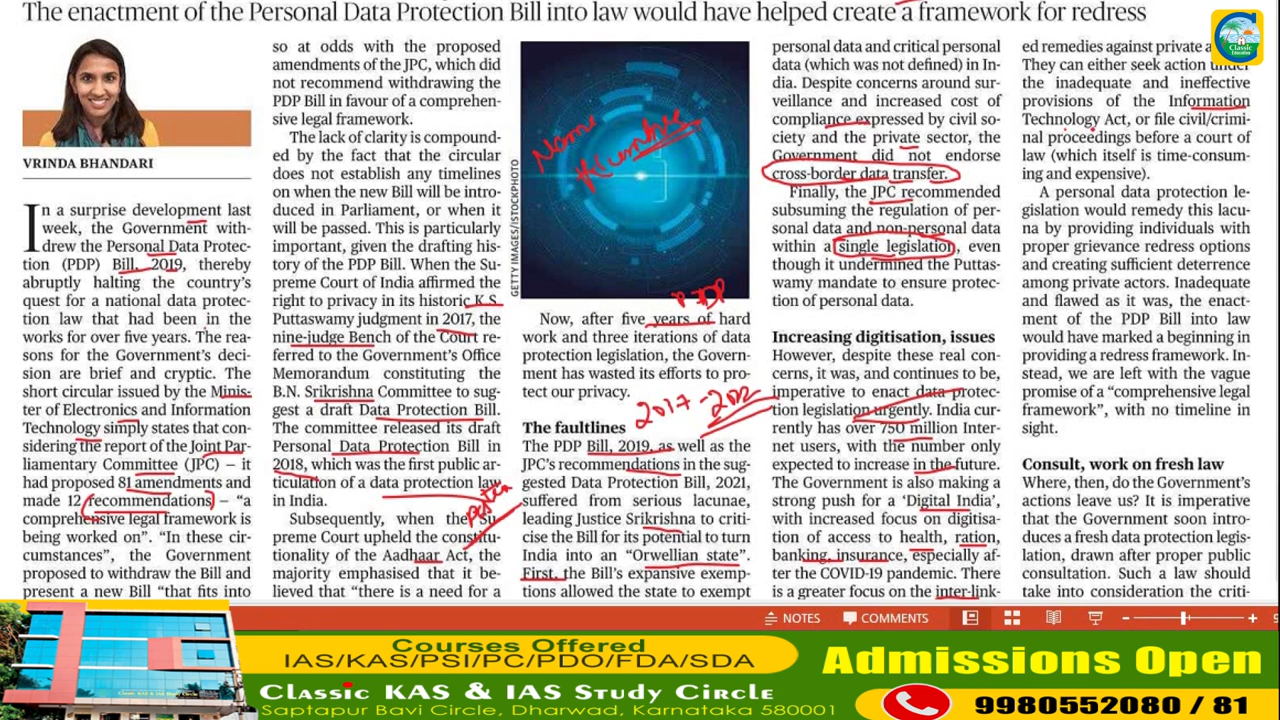 The enactment of the Personal Data Protection Bill into law would have helped create a framework for redress
VRINDA BHANDARI
In a surprise development last
week, the Government with-
drew the Personal Data Protec-
tion (PDP) Bill, 2019, thereby
abruptly halting the country's
quest for a national data protec-
tion law that had been in the
works for over five years. The rea-
sons for the Government's deci-
sion are brief and cryptic. The
short circular issued by the Minis-
ter of Electronics and Information
Technology simply states that con-
sidering the report of the Joint Par-
liamentary Committee (JPC) – it
had proposed 81 amendments and
made 12 recommendations – "a
comprehensive legal framework is
being worked on". "In these cir-
cumstances", the Government
proposed to withdraw the Bill and
present a new Bill "that fits into
so at odds with the proposed
amendments of the JPC, which did
not recommend withdrawing the
PDP Bill in favour of a comprehen-
sive legal framework.
The lack of clarity is compound-
ed by the fact that the circular
does not establish any timelines
on when the new Bill will be intro-
duced in Parliament, or when it
will be passed. This is particularly
important, given the drafting his-
tory of the PDP Bill. When the Su-
preme Court of India affirmed the
right to privacy in its historic K.S.
Puttaswamy judgment in 2017, the
nine-judge Bench of the Court re-
ferred to the Government's Office
Memorandum constituting the
B.N. Srikrishna Committee to sug-
gest a draft Data Protection Bill.
The committee released its draft
Personal Data Protection Bill in
2018, which was the first public ar-
ticulation of a data protection law
in India.
Subsequently, when the Su-
preme Court upheld the constitu-
tionality of the Aadhaar Act, the
majority emphasised that it be-
lieved that "there is a need for a
GETTY IMAGES/ISTOCKPHOTO
Name
PDP
Now, after five years of hard
work and three iterations of data
protection legislation, the Govern-
ment has wasted its efforts to pro-
tect our privacy.
2017-2022
The faultlines
The PDP Bill, 2019, as well as the
JPC's recommendations in the sug-
gested Data Protection Bill, 2021,
suffered from serious lacunae,
leading Justice Srikrishna to criti-
cise the Bill for its potential to turn
India into an "Orwellian state".
First, the Bill's expansive exemp-
tions allowed the state to exempt
personal data and critical personal
data (which was not defined) in In-
dia. Despite concerns around sur-
veillance and increased cost of
compliance expressed by civil so-
ciety and the private sector, the
Government did not endorse
cross-border data transfer.
Finally, the JPC recommended
subsuming the regulation of per-
sonal data and non-personal data
within a single legislation, even
though it undermined the Puttas-
wamy mandate to ensure protec-
tion of personal data.
Increasing digitisation, issues
However, despite these real con-
cerns, it was, and continues to be,
imperative to enact data protec-
tion legislation urgently. India cur-
rently has over 750 million Inter-
net users, with the number only
expected to increase in the future.
The Government is also making a
strong push for a 'Digital India',
with increased focus on digitisa-
tion of access to health, ration,
banking, insurance, especially af-
ter the COVID-19 pandemic. There
is a greater focus on the inter-link-
ed remedies against private a
They can either seek action under
the inadequate and ineffective
provisions of the Information
Technology Act, or file civil/crimi-
nal proceedings before a court of
law (which itself is time-consum-
ing and expensive).
A personal data protection le-
gislation would remedy this lacu-
na by providing individuals with
proper grievance redress options
and creating sufficient deterrence
among private actors. Inadequate
and flawed as it was, the enact-
ment of the PDP Bill into law
would have marked a beginning in
providing a redress framework. In-
stead, we are left with the vague
promise of a "comprehensive legal
framework", with no timeline in
sight.
Consult, work on fresh law
Where, then, do the Government's
actions leave us? It is imperative
that the Government soon intro-
duces a fresh data protection legis-
lation, drawn after proper public
consultation. Such a law should
take into consideration the criti-
Classic
Education
NOTES
COMMENTS
Courses Offered
IAS/KAS/PSI/PC/PDO/FDA/SDA
Classic KAS & IAS Study Circle
Saptapur Bavi Circle, Dharwad, Karnataka 580001
Admissions Open
9980552080 / 81